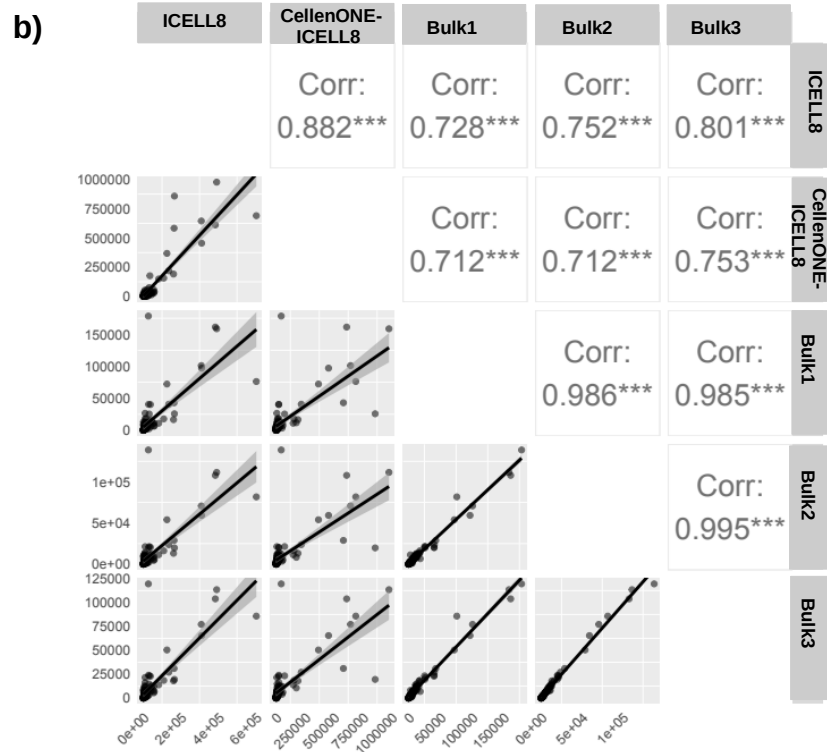 b)
ICELL8
CellenONE-
ICELL8
Bulk1
Bulk2
Bulk3
Corr:
0.882***
Corr:
0.728***
Corr:
0.752***
Corr:
0.801***
ICELL8
1000000
750000
500000
250000
0
Corr:
0.712***
Corr:
0.712***
Corr:
0.753***
CellenONE-
ICELL8
150000
100000
50000
0
Corr:
0.986***
Corr:
0.985***
Bulk1
1e+05
5e+04
0e+00
Corr:
0.995***
Bulk2
125000
100000
75000
50000
25000
0
Bulk3
0e+00
2e+05
4e+05
6e+05
0
250000
500000
750000
1000000
0
50000
100000
150000
0e+00
5e+04
1e+05